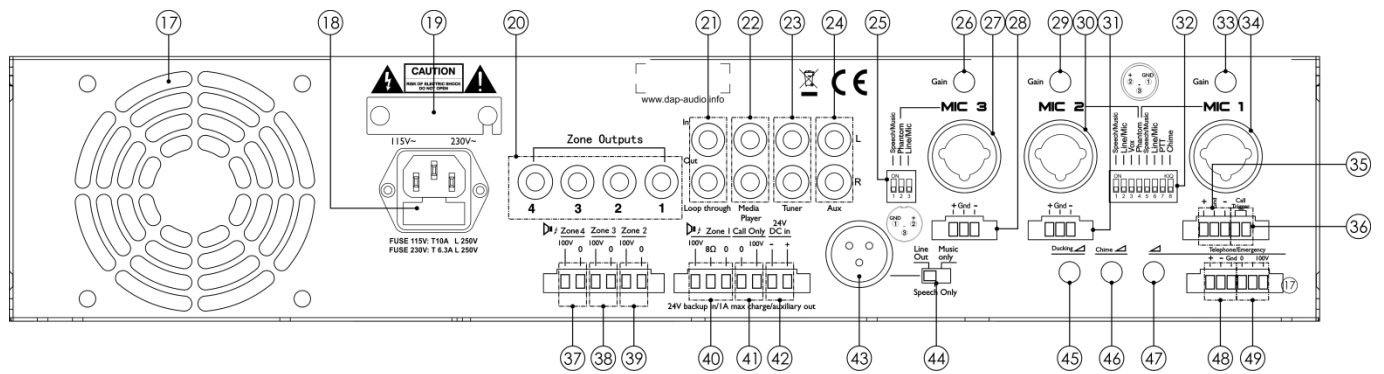 17 18 19 20 21 22 23 24 25 26 27 28 29 30 31 32 33 34
CAUTION
RISK OF ELECTRIC SHOCK
DO NOT OPEN
www.dap-audio.info
CE
Gain Gain Gain
+ GND
2 1
- 3
MIC 3 MIC 2 MIC 1
115V~ 230V~
Zone Outputs
4 3 2 1
In
Out
L
R
Loop through
Media Player
Tuner
Aux
Speech/Music
Phantom
Line/Mic
ON
1 2 3
Speech/Music
Line/Mic
Vox
Phantom
Speech/Music
Line/Mic
PTT
Chime
ON
1 2 3 4 5 6 7 8
35
+ Gnd -
Call Trigger
36
+ Gnd -
+ Gnd -
GND
1 - 2 +
3
FUSE 115V: T10A L 250V
FUSE 230V: T 6.3A L 250V
Zone 4 Zone 3 Zone 2
100V 0 100V 0 100V 0
Zone 1 Call Only
100V 8Ω 0 0 100V
24V DC in
- +
24V backup in/1A max charge/auxiliary out
Line Out
Music only
Speech Only
Ducking
Chime
Telephone/Emergency
+ - Gnd 0 100V
17
37 38 39 40 41 42 43 44 45 46 47 48 49